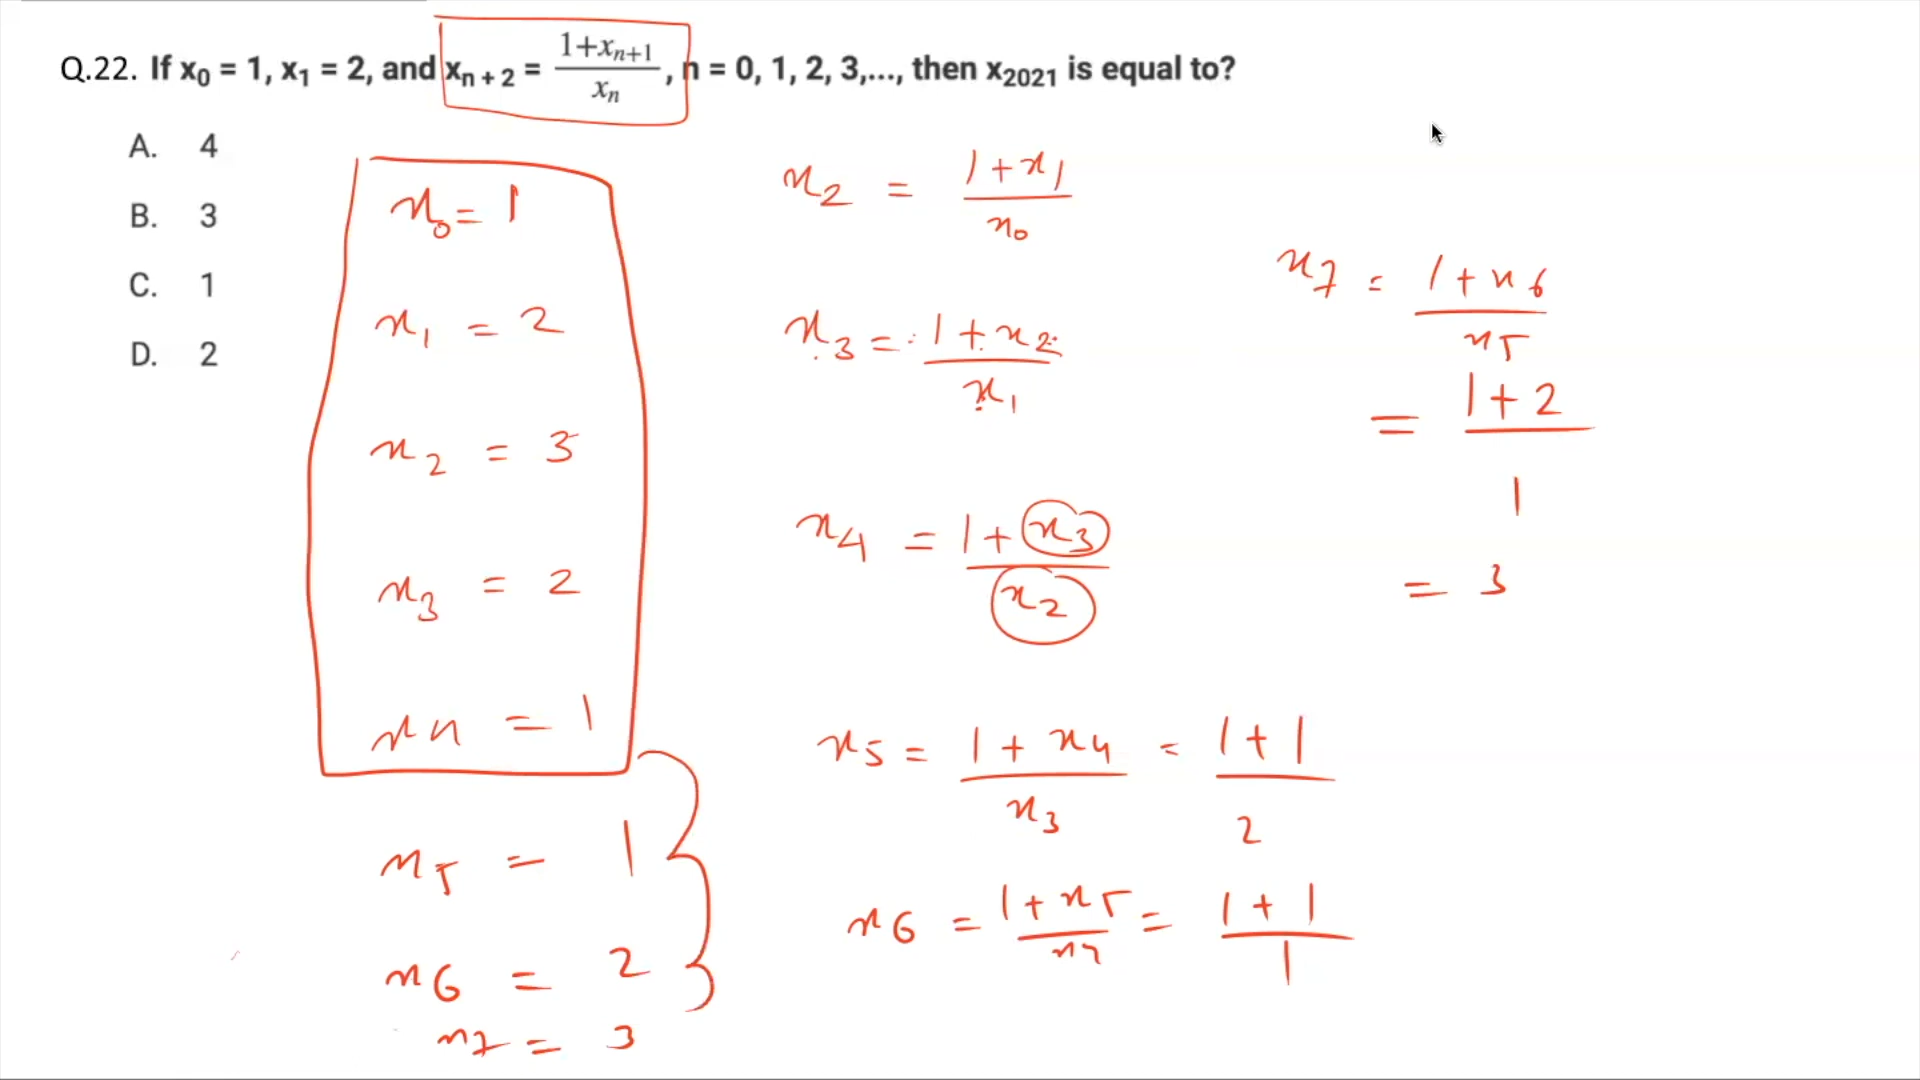 Q.22. If x₀ = 1, x₁ = 2, and xₙ₊₂ = (1+xₙ₊₁)/xₙ, n = 0, 1, 2, 3,..., then x₂₀₂₁ is equal to?
A. 4
B. 3
C. 1
D. 2
x₀ = 1
x₁ = 2
x₂ = 3
x₃ = 2
x₄ = 1
x₅ = 1
x₆ = 2
x₇ = 3
x₂ = (1+x₁)/x₀
x₃ = (1+x₂)/x₁
x₄ = (1+x₃)/x₂
x₅ = (1+x₄)/x₃ = (1+1)/2
x₆ = (1+x₅)/x₄ = (1+1)/1
x₇ = (1+x₆)/x₅
= (1+2)/1
= 3